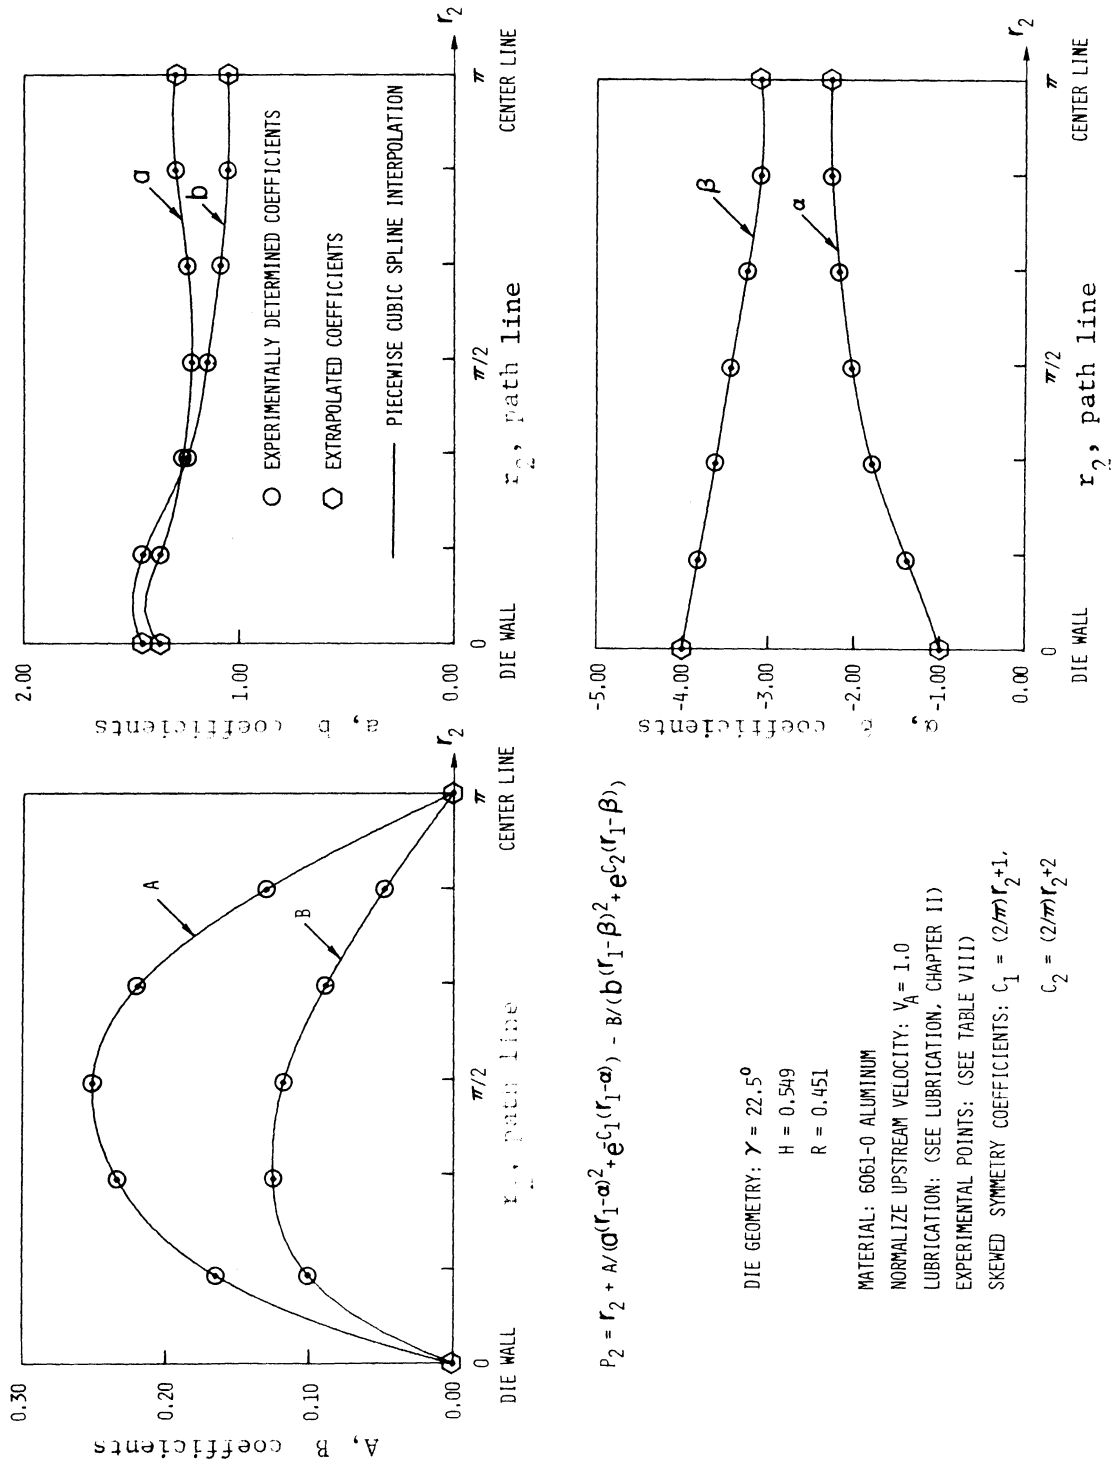 0.30
0.20
0.10
0.00
A, B coefficients
A
B
0
π/2
π
r₂
DIE WALL
CENTER LINE
path line
2.00
1.00
0.00
a, b coefficients
a
b
○ EXPERIMENTALLY DETERMINED COEFFICIENTS
⬡ EXTRAPOLATED COEFFICIENTS
— PIECEWISE CUBIC SPLINE INTERPOLATION
0
π/2
π
r₂
DIE WALL
CENTER LINE
r₂, path line
P₂ = r₂ + A/(a(r₁-α)²+e^-C₁(r₁-α)) - B/(b(r₁-β)²+e^C₂(r₁-β))
DIE GEOMETRY: γ = 22.5°
H = 0.549
R = 0.451
MATERIAL: 6061-O ALUMINUM
NORMALIZE UPSTREAM VELOCITY: V_A = 1.0
LUBRICATION: (SEE LUBRICATION, CHAPTER II)
EXPERIMENTAL POINTS: (SEE TABLE VIII)
SKEWED SYMMETRY COEFFICIENTS: C₁ = (2/π)r₂+1,
C₂ = (2/π)r₂+2
-5.00
-4.00
-3.00
-2.00
-1.00
0.00
α, β coefficients
β
α
0
π/2
π
r₂
DIE WALL
CENTER LINE
r₂, path line